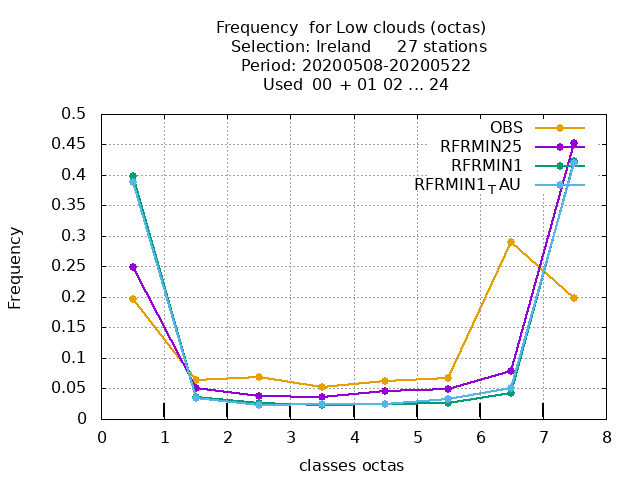 Frequency  for Low clouds (octas)
Selection: Ireland     27 stations
Period: 20200508-20200522
Used  00 + 01 02 ... 24
OBS
RFRMIN25
RFRMIN1
RFRMIN1_TAU
0.5
0.45
0.4
0.35
0.3
0.25
0.2
0.15
0.1
0.05
0
Frequency
0 1 2 3 4 5 6 7 8
classes octas